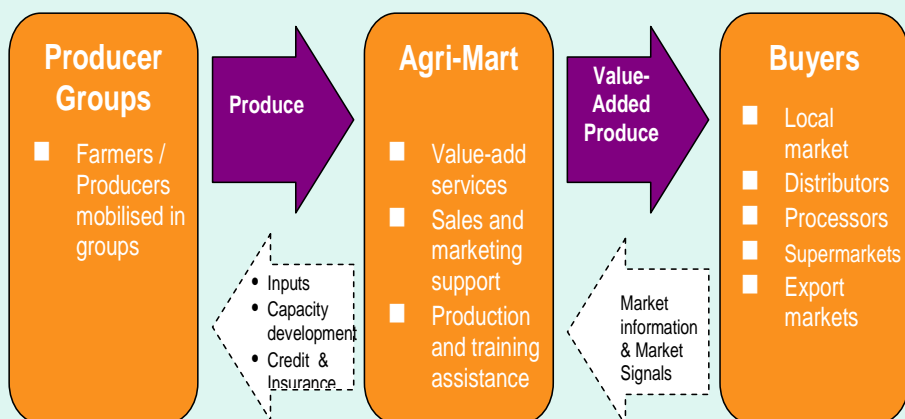 Producer
Groups
Farmers /
Producers
mobilised in
groups
Produce
• Inputs
• Capacity
development
• Credit &
Insurance
Agri-Mart
Value-add
services
Sales and
marketing
support
Production
and training
assistance
Value-
Added
Produce
Market
information
& Market
Signals
Buyers
Local
market
Distributors
Processors
Supermarkets
Export
markets